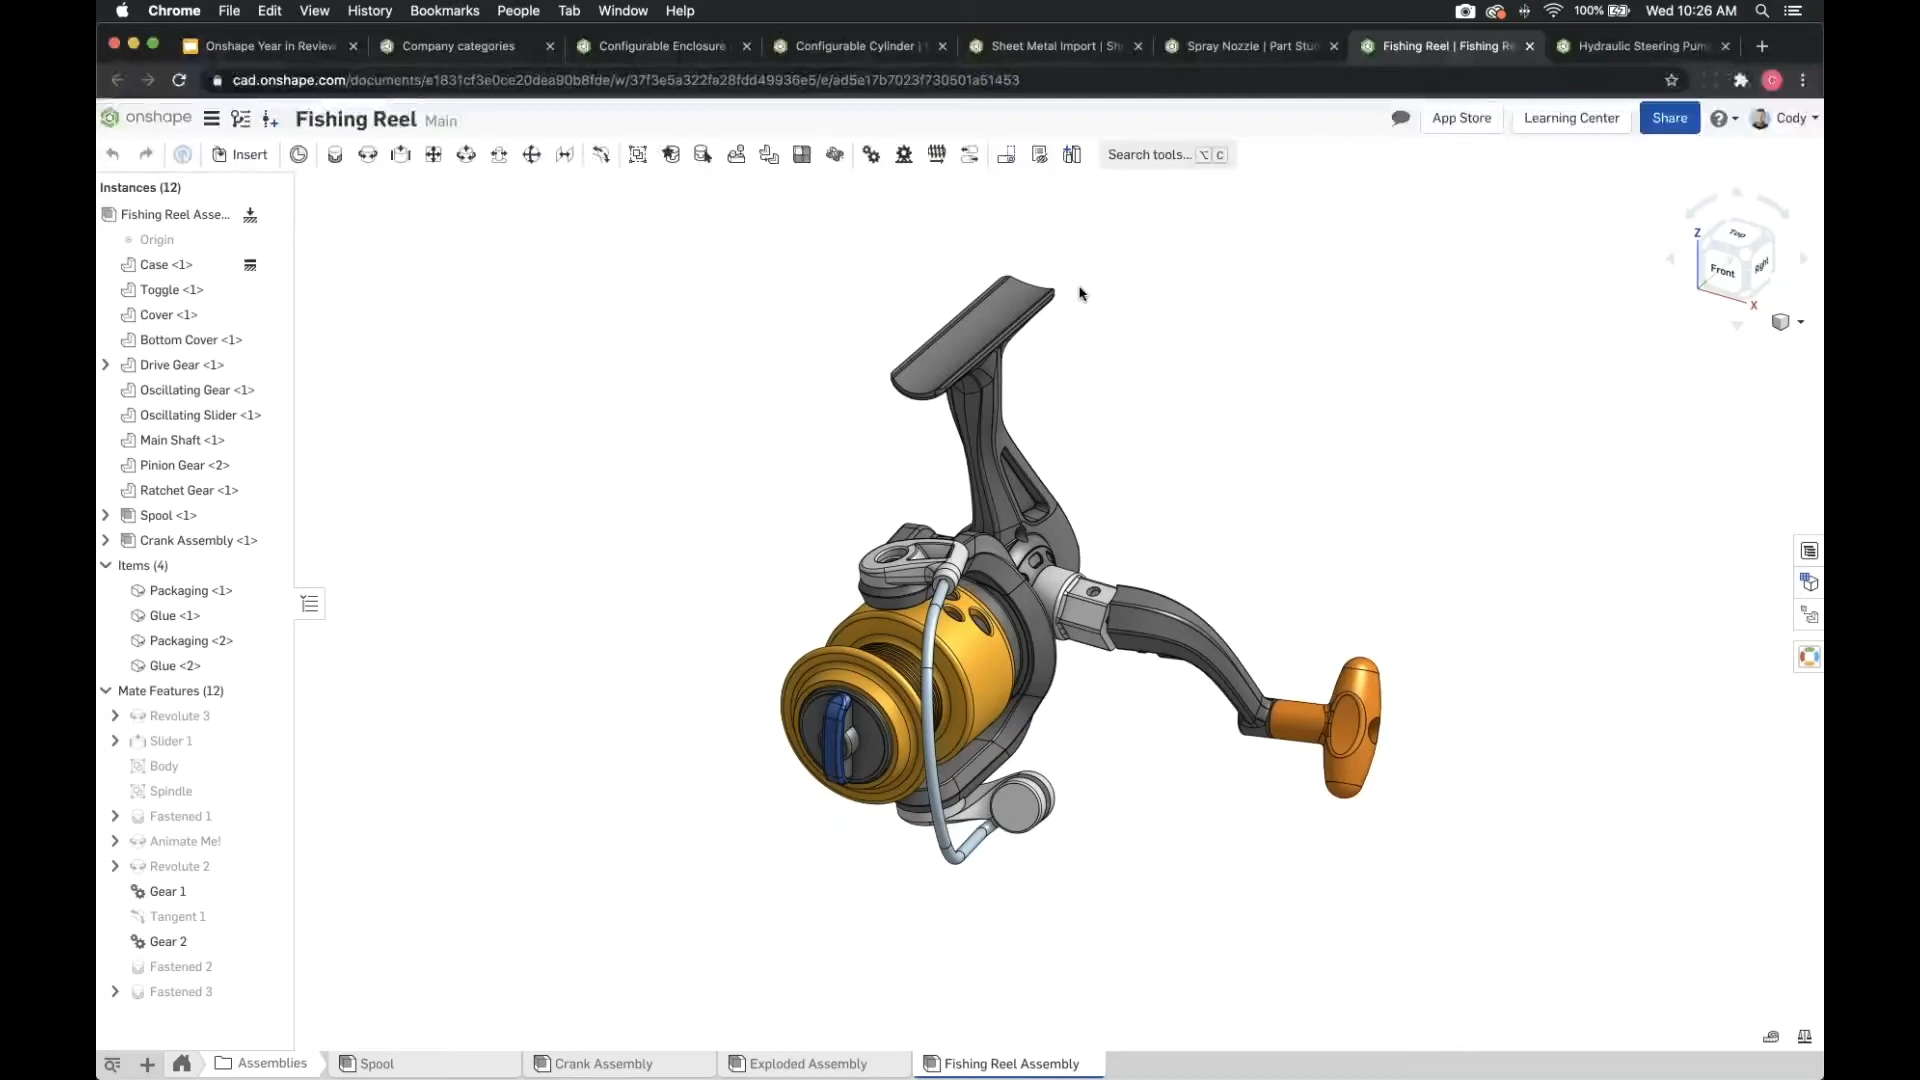 Chrome File Edit View History Bookmarks People Tab Window Help 100% Wed 10:26 AM
Onshape Year in Review Company categories Configurable Enclosure Configurable Cylinder | Sheet Metal Import | Sh Spray Nozzle | Part Stu Fishing Reel | Fishing Re Hydraulic Steering Pum
cad.onshape.com/documents/e1831cf3e0ce20dea90b8fde/w/37f3e5a322fa28fdd49936e5/e/ad5e17b7023f730501a51453 C
onshape Fishing Reel Main App Store Learning Center Share Cody
Insert Search tools... ⌥ C
Instances (12)
Fishing Reel Asse...
Origin
Case <1>
Toggle <1>
Cover <1>
Bottom Cover <1>
Drive Gear <1>
Oscillating Gear <1>
Oscillating Slider <1>
Main Shaft <1>
Pinion Gear <2>
Ratchet Gear <1>
Spool <1>
Crank Assembly <1>
Items (4)
Packaging <1>
Glue <1>
Packaging <2>
Glue <2>
Mate Features (12)
Revolute 3
Slider 1
Body
Spindle
Fastened 1
Animate Me!
Revolute 2
Gear 1
Tangent 1
Gear 2
Fastened 2
Fastened 3
Z Top
Front Right
X
Assemblies Spool Crank Assembly Exploded Assembly Fishing Reel Assembly